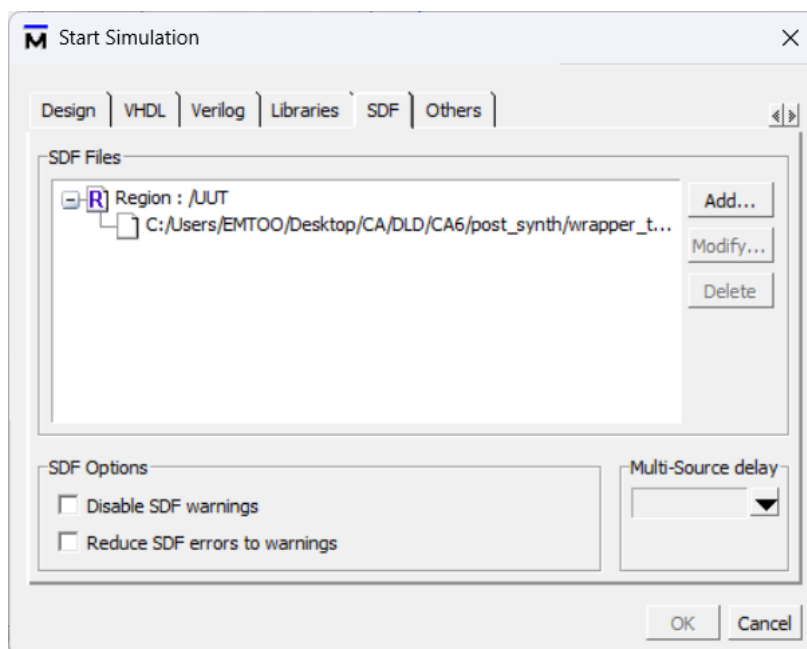 M Start Simulation
Design VHDL Verilog Libraries SDF Others
SDF Files
R Region : /UUT
C:/Users/EMTOO/Desktop/CA/DLD/CA6/post_synth/wrapper_t...
Add...
Modify...
Delete
SDF Options
Disable SDF warnings
Reduce SDF errors to warnings
Multi-Source delay
OK Cancel